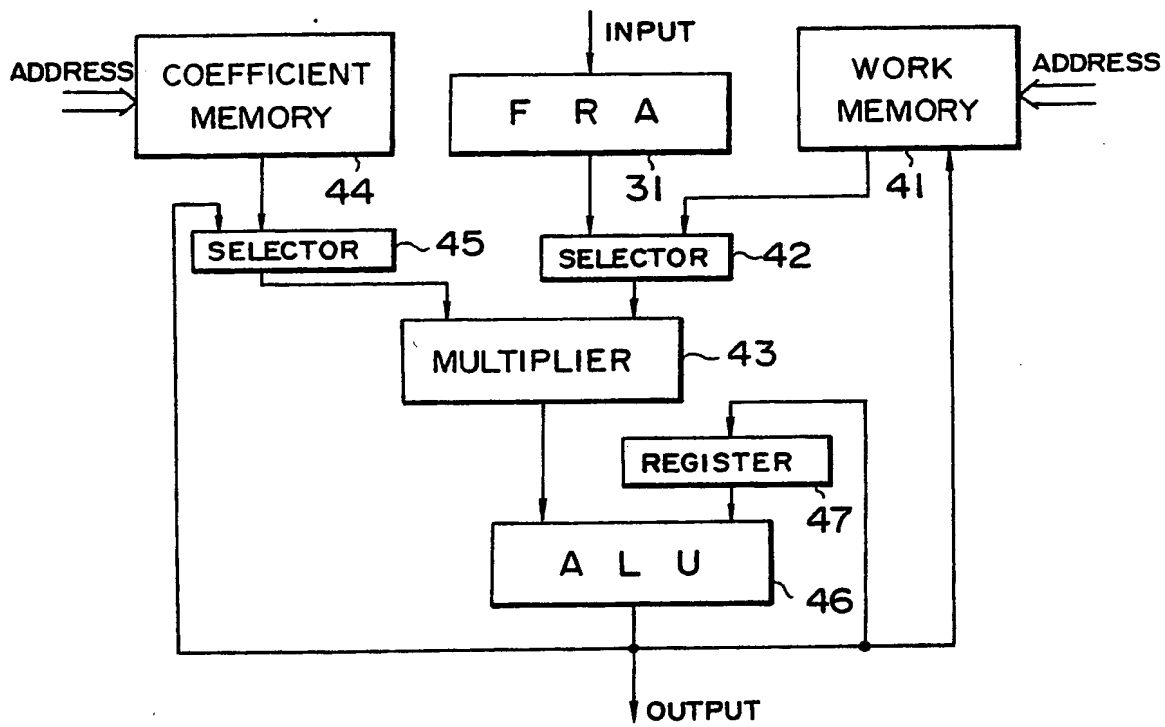 INPUT
ADDRESS
COEFFICIENT
MEMORY
F R A
WORK
MEMORY
ADDRESS
44
31
41
SELECTOR
45
SELECTOR
42
MULTIPLIER
43
REGISTER
47
A L U
46
OUTPUT